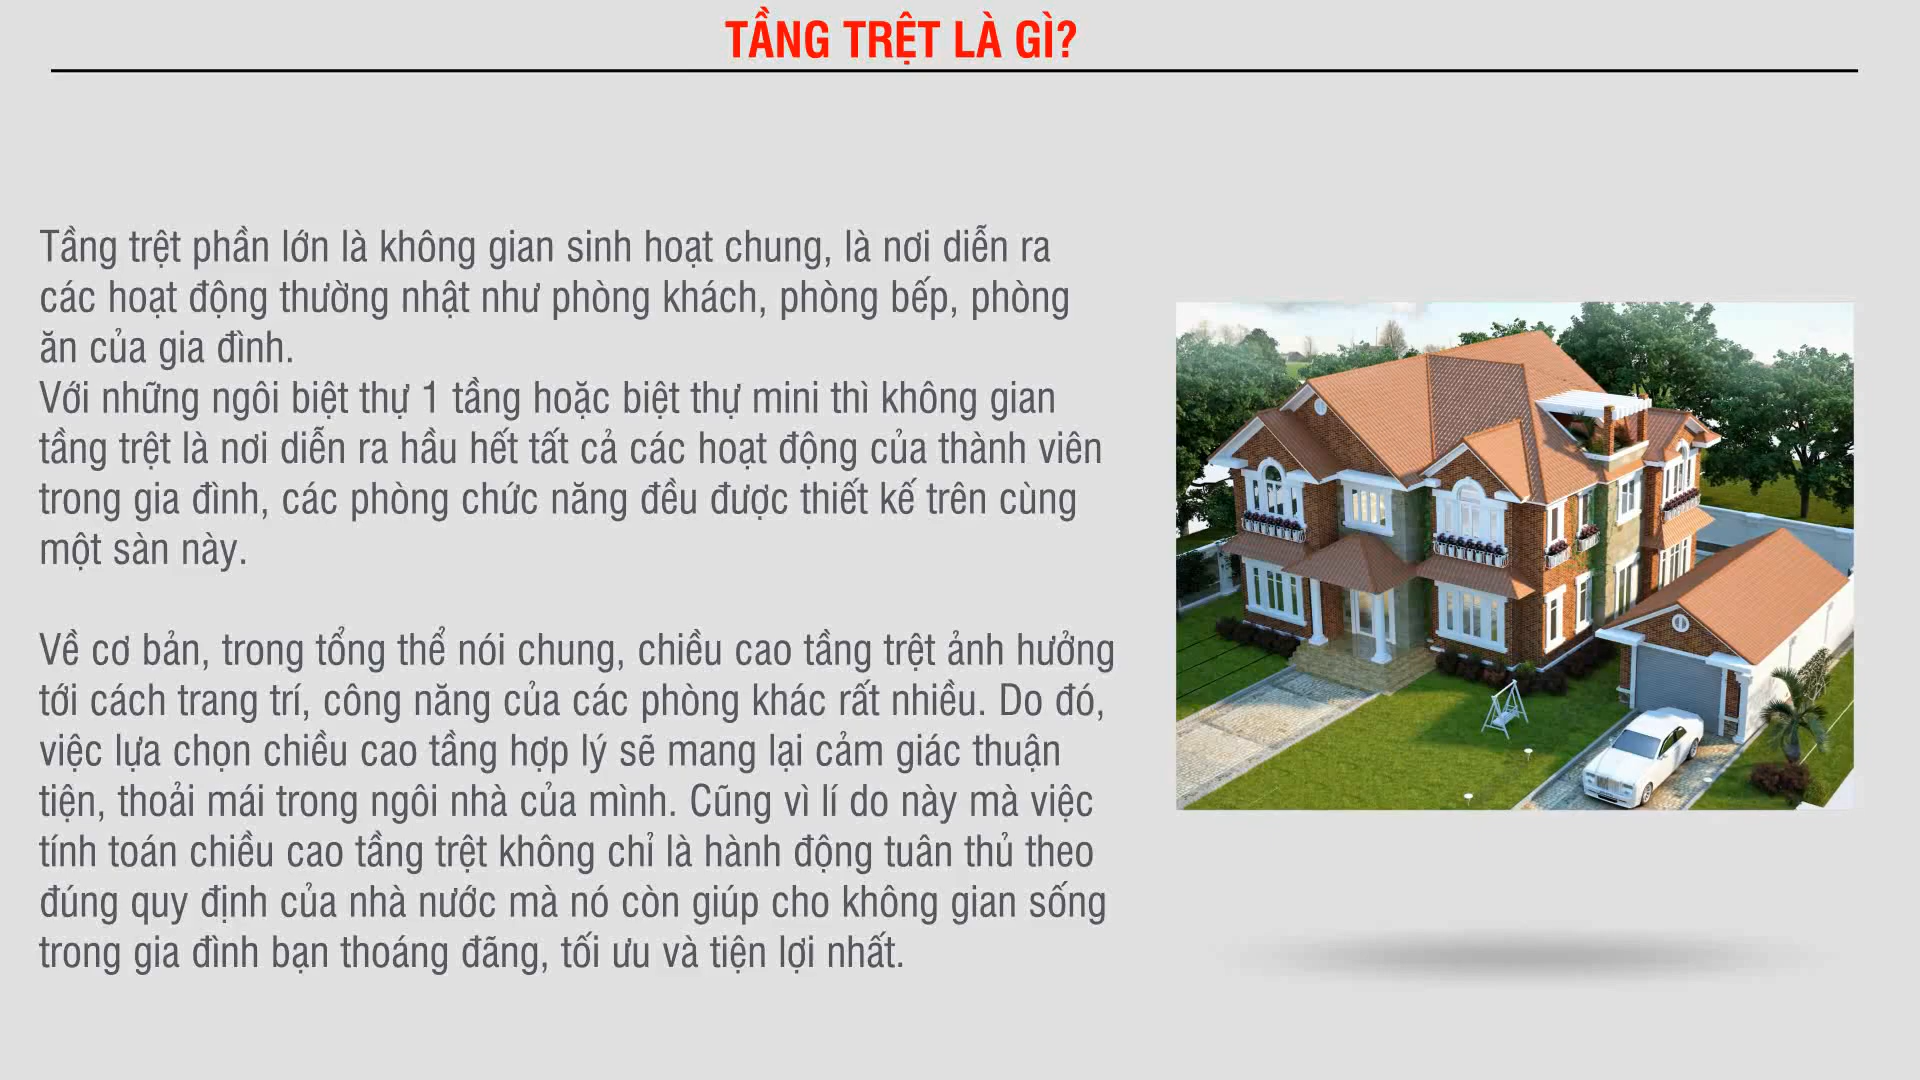 TẦNG TRỆT LÀ GÌ?
Tầng trệt phần lớn là không gian sinh hoạt chung, là nơi diễn ra
các hoạt động thường nhật như phòng khách, phòng bếp, phòng
ăn của gia đình.
Với những ngôi biệt thự 1 tầng hoặc biệt thự mini thì không gian
tầng trệt là nơi diễn ra hầu hết tất cả các hoạt động của thành viên
trong gia đình, các phòng chức năng đều được thiết kế trên cùng
một sàn này.
Về cơ bản, trong tổng thể nói chung, chiều cao tầng trệt ảnh hưởng
tới cách trang trí, công năng của các phòng khác rất nhiều. Do đó,
việc lựa chọn chiều cao tầng hợp lý sẽ mang lại cảm giác thuận
tiện, thoải mái trong ngôi nhà của mình. Cũng vì lí do này mà việc
tính toán chiều cao tầng trệt không chỉ là hành động tuân thủ theo
đúng quy định của nhà nước mà nó còn giúp cho không gian sống
trong gia đình bạn thoáng đãng, tối ưu và tiện lợi nhất.